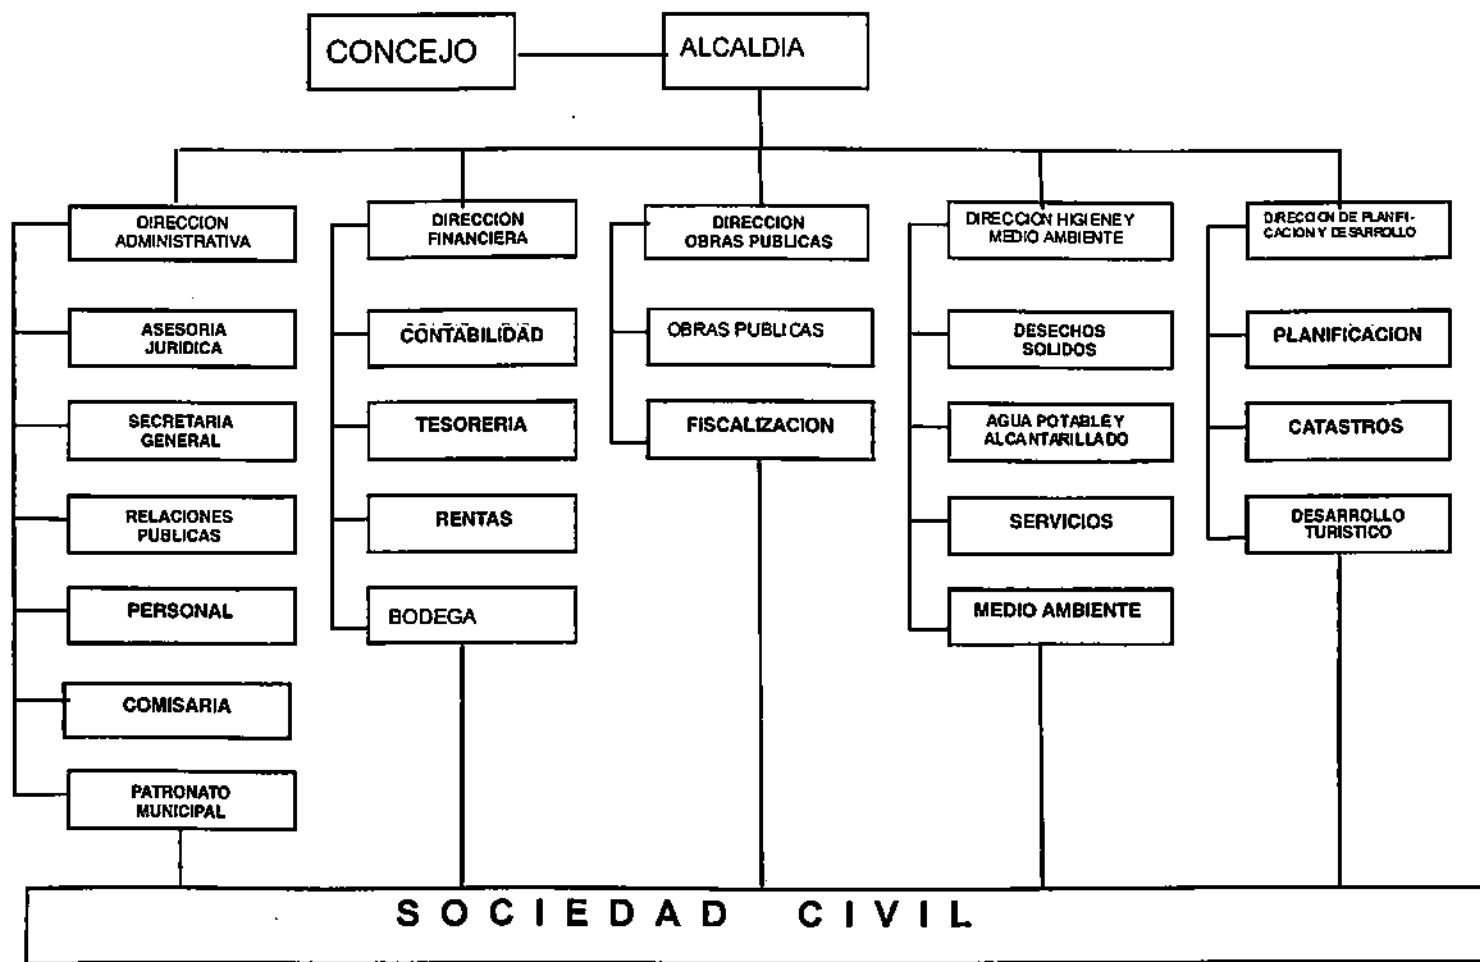 CONCEJO
ALCALDIA
DIRECCION
ADMINISTRATIVA
ASESORIA
JURIDICA
SECRETARIA
GENERAL
RELACIONES
PUBLICAS
PERSONAL
COMISARIA
PATRONATO
MUNICIPAL
DIRECCION
FINANCIERA
CONTABILIDAD
TESORERIA
RENTAS
BODEGA
DIRECCION
OBRAS PUBLICAS
OBRAS PUBLICAS
FISCALIZACION
DIRECCION HIGIENE Y
MEDIO AMBIENTE
DESECHOS
SOLIDOS
AGUA POTABLE Y
ALCANTARILLADO
SERVICIOS
MEDIO AMBIENTE
DIRECCION DE PLANIFI-
CACION Y DESARROLLO
PLANIFICACION
CATASTROS
DESARROLLO
TURISTICO
SOCIEDAD CIVIL